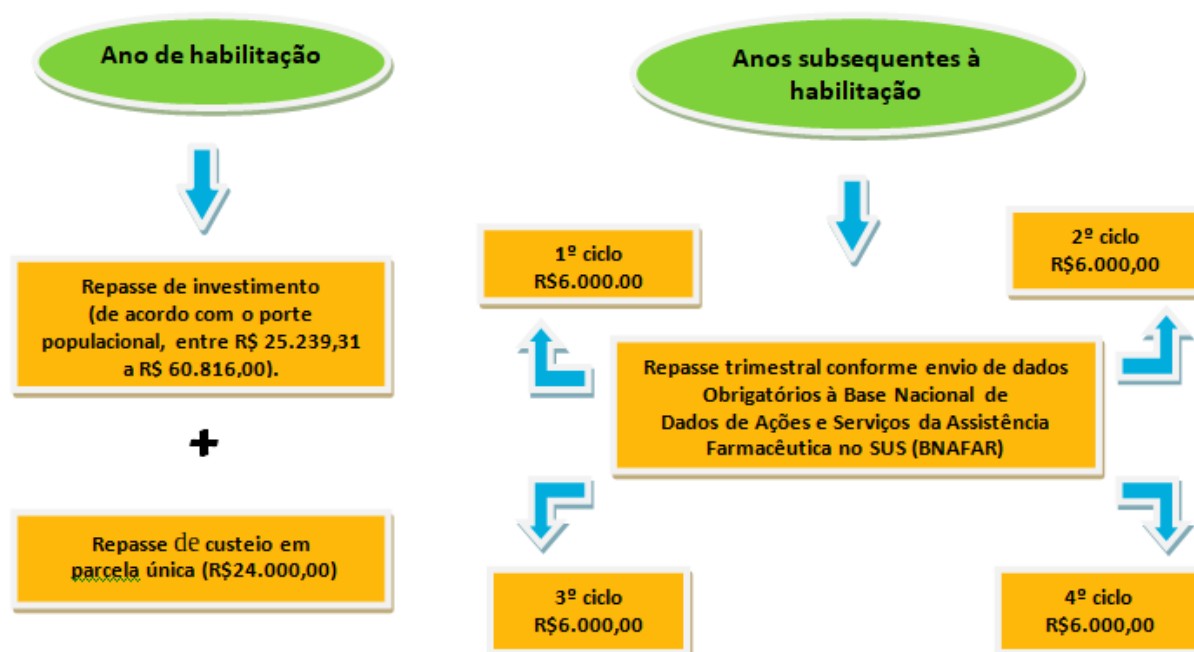 Ano de habilitação
Repasse de investimento
(de acordo com o porte
populacional, entre R$ 25.239,31
a R$ 60.816,00).
+
Repasse de custeio em
parcela única (R$24.000,00)
Anos subsequentes à
habilitação
1º ciclo
R$6.000.00
2º ciclo
R$6.000,00
Repasse trimestral conforme envio de dados
Obrigatórios à Base Nacional de
Dados de Ações e Serviços da Assistência
Farmacêutica no SUS (BNAFAR)
3º ciclo
R$6.000,00
4º ciclo
R$6.000,00